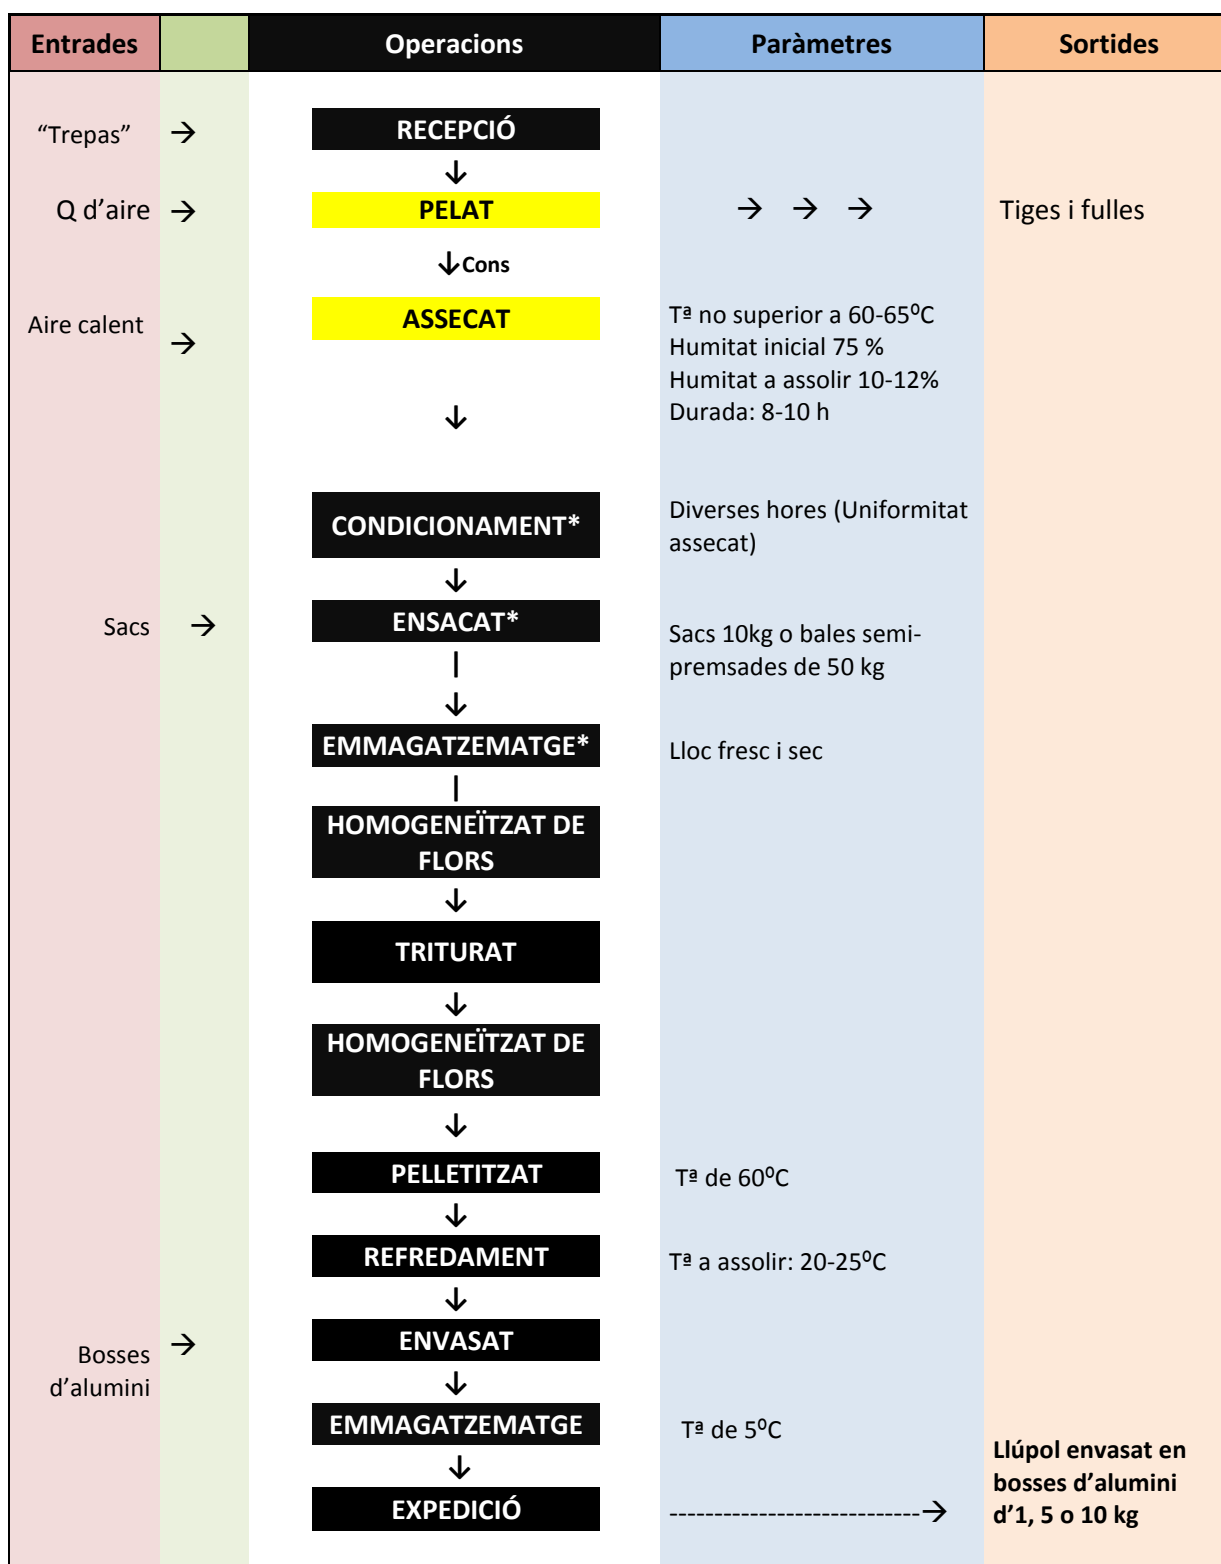 Entrades Operacions Paràmetres Sortides
“Trepas” → RECEPCIÓ
↓
Q d’aire → PELAT → → → Tiges i fulles
↓Cons
Aire calent → ASSECAT
Tª no superior a 60-65⁰C
Humitat inicial 75 %
Humitat a assolir 10-12%
Durada: 8-10 h
↓
CONDICIONAMENT*
Diverses hores (Uniformitat
assecat)
↓
Sacs → ENSACAT*
Sacs 10kg o bales semi-
premsades de 50 kg
|
↓
EMMAGATZEMATGE* Lloc fresc i sec
|
HOMOGENEÏTZAT DE
FLORS
↓
TRITURAT
↓
HOMOGENEÏTZAT DE
FLORS
↓
PELLETITZAT Tª de 60⁰C
↓
REFREDAMENT Tª a assolir: 20-25⁰C
↓
Bosses
d’alumini
→ ENVASAT
↓
EMMAGATZEMATGE Tª de 5⁰C
↓
EXPEDICIÓ ----------------------------→
Llúpol envasat en
bosses d’alumini
d’1, 5 o 10 kg